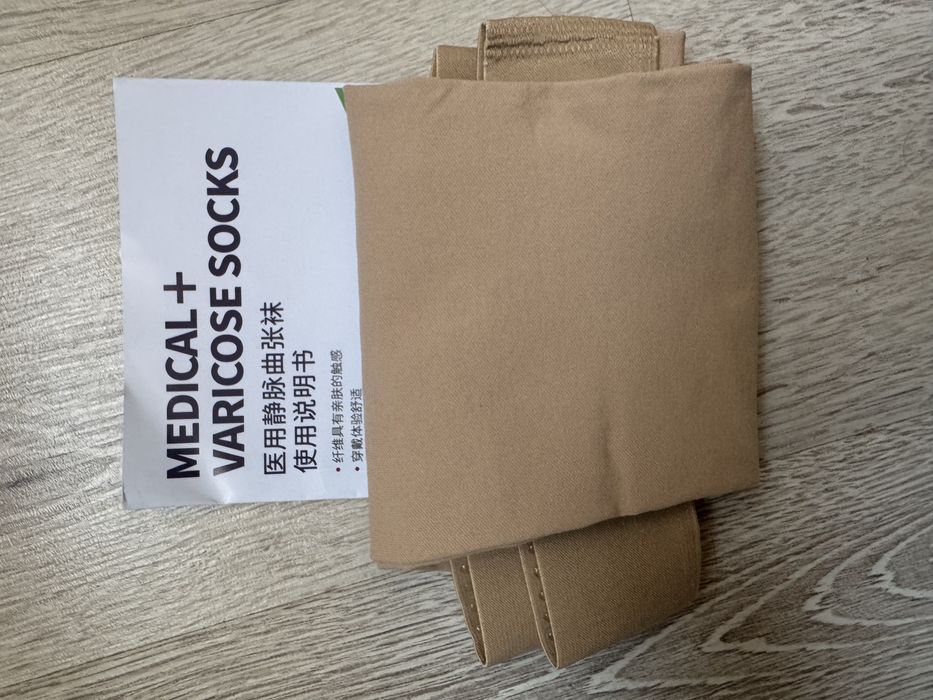 MEDICAL+
VARICOSE SOCKS
医用静脉曲张袜
使用说明书
• 纤维具有亲肤的触感
• 穿戴体验舒适